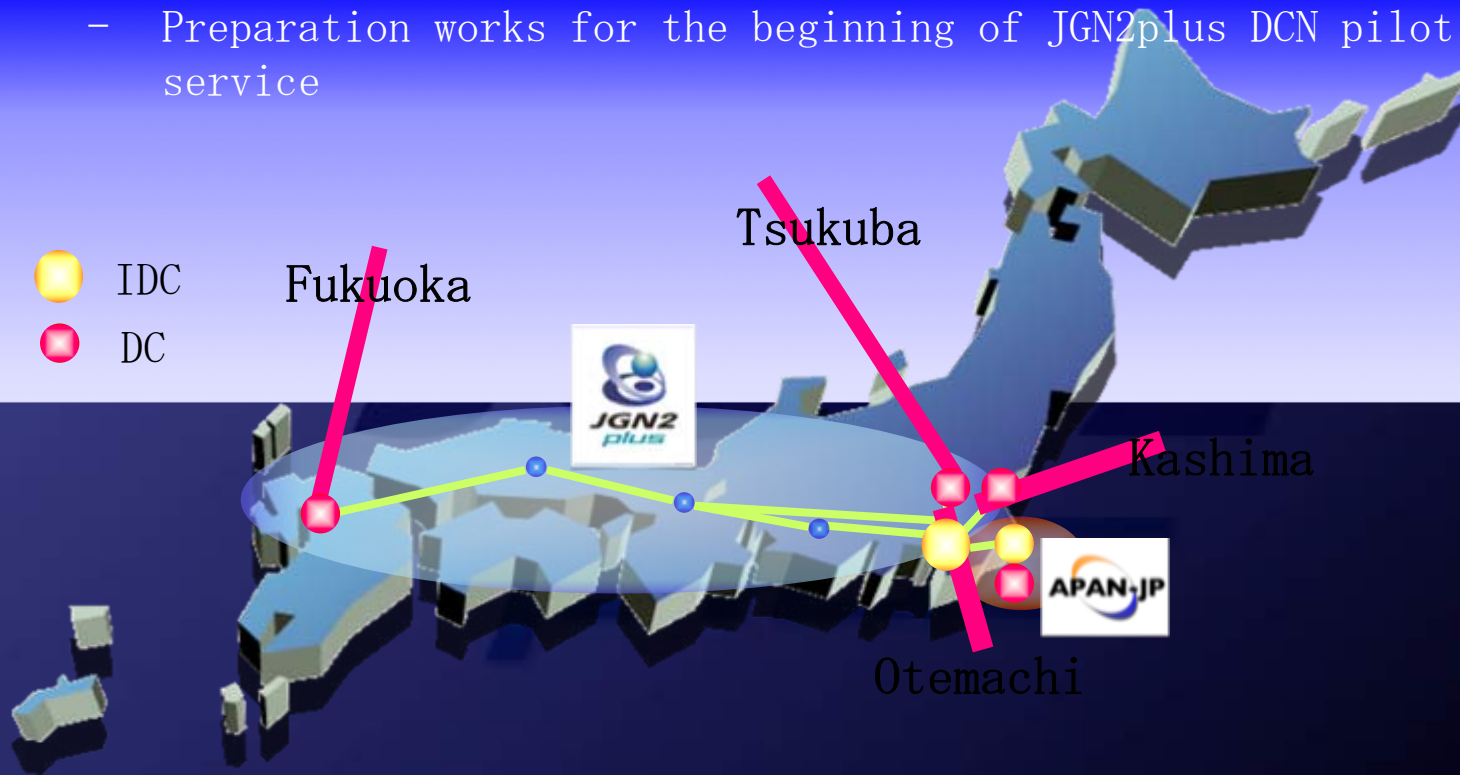 – Preparation works for the beginning of JGN2plus DCN pilot
service
Tsukuba
IDC
Fukuoka
DC
JGN2
plus
Kashima
APAN-JP
Otemachi